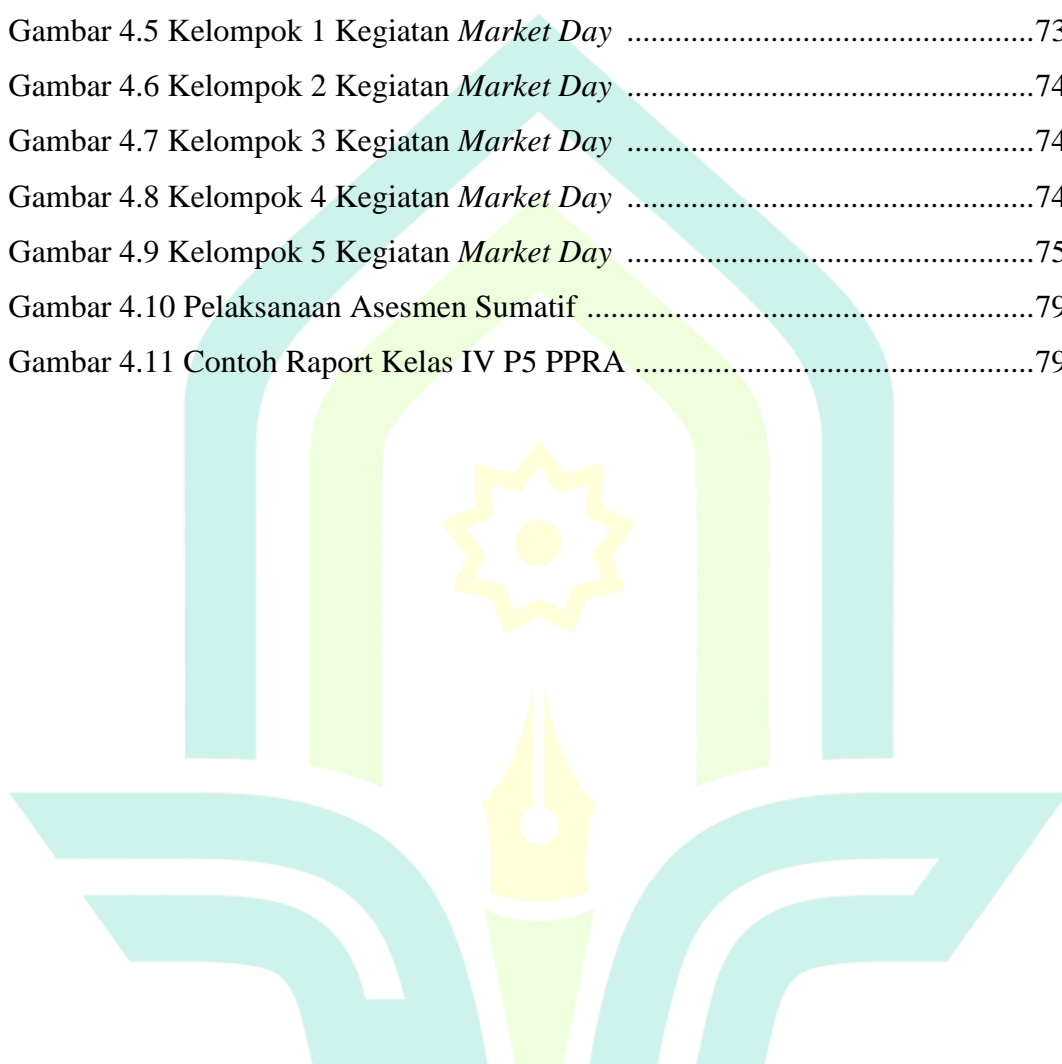 Gambar 4.5 Kelompok 1 Kegiatan Market Day ....................................................73
Gambar 4.6 Kelompok 2 Kegiatan Market Day ....................................................74
Gambar 4.7 Kelompok 3 Kegiatan Market Day ....................................................74
Gambar 4.8 Kelompok 4 Kegiatan Market Day ....................................................74
Gambar 4.9 Kelompok 5 Kegiatan Market Day ....................................................75
Gambar 4.10 Pelaksanaan Asesmen Sumatif .........................................................79
Gambar 4.11 Contoh Raport Kelas IV P5 PPRA ...................................................79